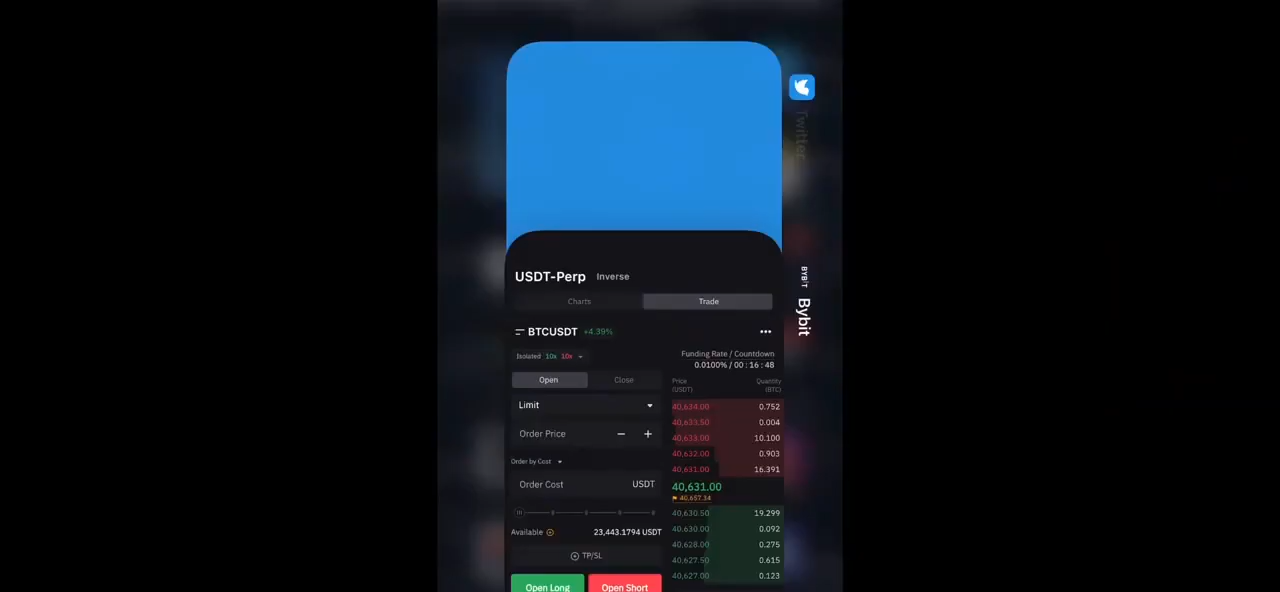 Twitter
BYBIT
Bybit
USDT-Perp Inverse
Charts Trade
BTCUSDT +4.39%
Isolated 10x 10x
Funding Rate / Countdown
0.0100% / 00 : 16 : 48
Open Close
Price (USDT) Quantity (BTC)
Limit
40,634.00 0.752
40,633.50 0.004
Order Price − +
40,633.00 10.100
40,632.00 0.903
Order by Cost
40,631.00 16.391
Order Cost USDT
40,631.00
40,657.34
40,630.50 19.299
Available 23,443.1794 USDT
40,630.00 0.092
40,628.00 0.275
TP/SL
40,627.50 0.615
40,627.00 0.123
Open Long Open Short